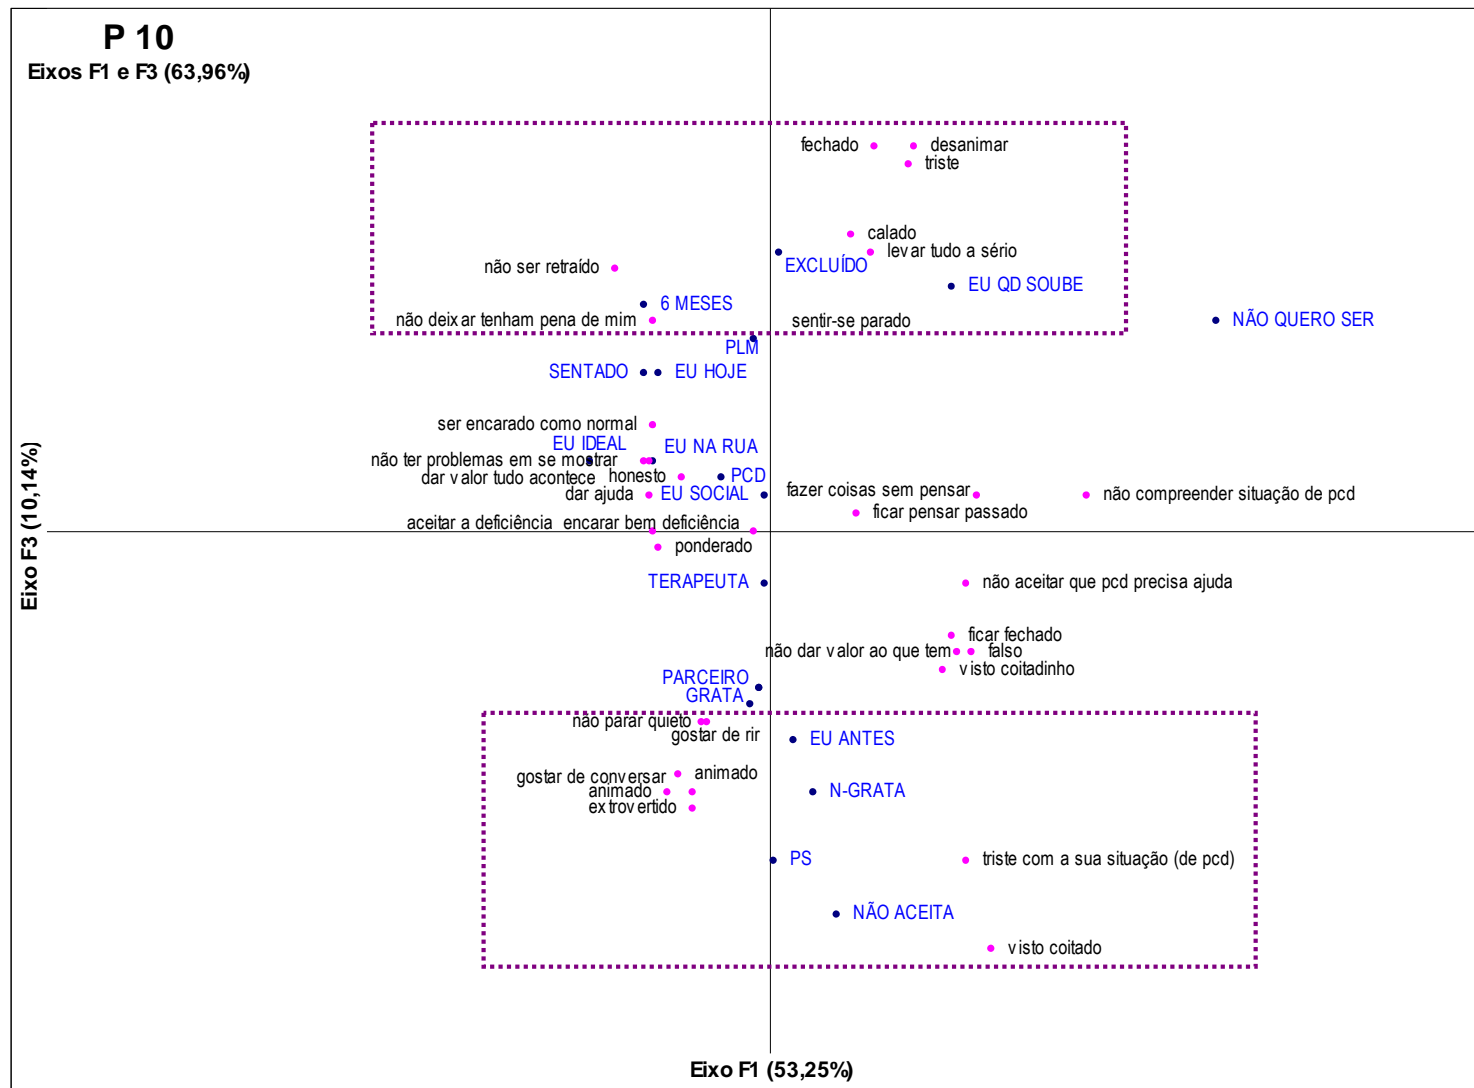 P 10
Eixos F1 e F3 (63,96%)
fechado
desanimar
triste
calado
levar tudo a sério
EXCLUÍDO
não ser retraído
EU QD SOUBE
6 MESES
não deixar tenham pena de mim
sentir-se parado
NÃO QUERO SER
PLM
SENTADO
EU HOJE
ser encarado como normal
EU IDEAL
EU NA RUA
não ter problemas em se mostrar
dar valor tudo acontece
honesto
PCD
dar ajuda
EU SOCIAL
fazer coisas sem pensar
não compreender situação de pcd
ficar pensar passado
aceitar a deficiência
encarar bem deficiência
ponderado
Eixo F3 (10,14%)
TERAPEUTA
não aceitar que pcd precisa ajuda
ficar fechado
não dar valor ao que tem
falso
visto coitadinho
PARCEIRO
GRATA
não parar quieto
gostar de rir
EU ANTES
gostar de conversar
animado
animado
N-GRATA
extrovertido
PS
triste com a sua situação (de pcd)
NÃO ACEITA
visto coitado
Eixo F1 (53,25%)